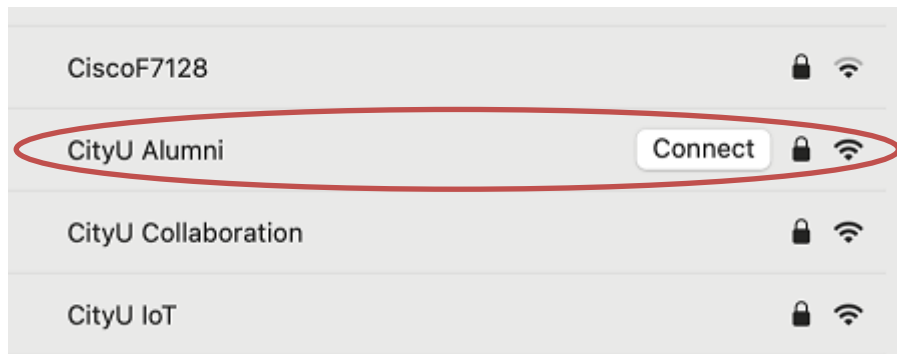 CiscoF7128
CityU Alumni Connect
CityU Collaboration
CityU IoT